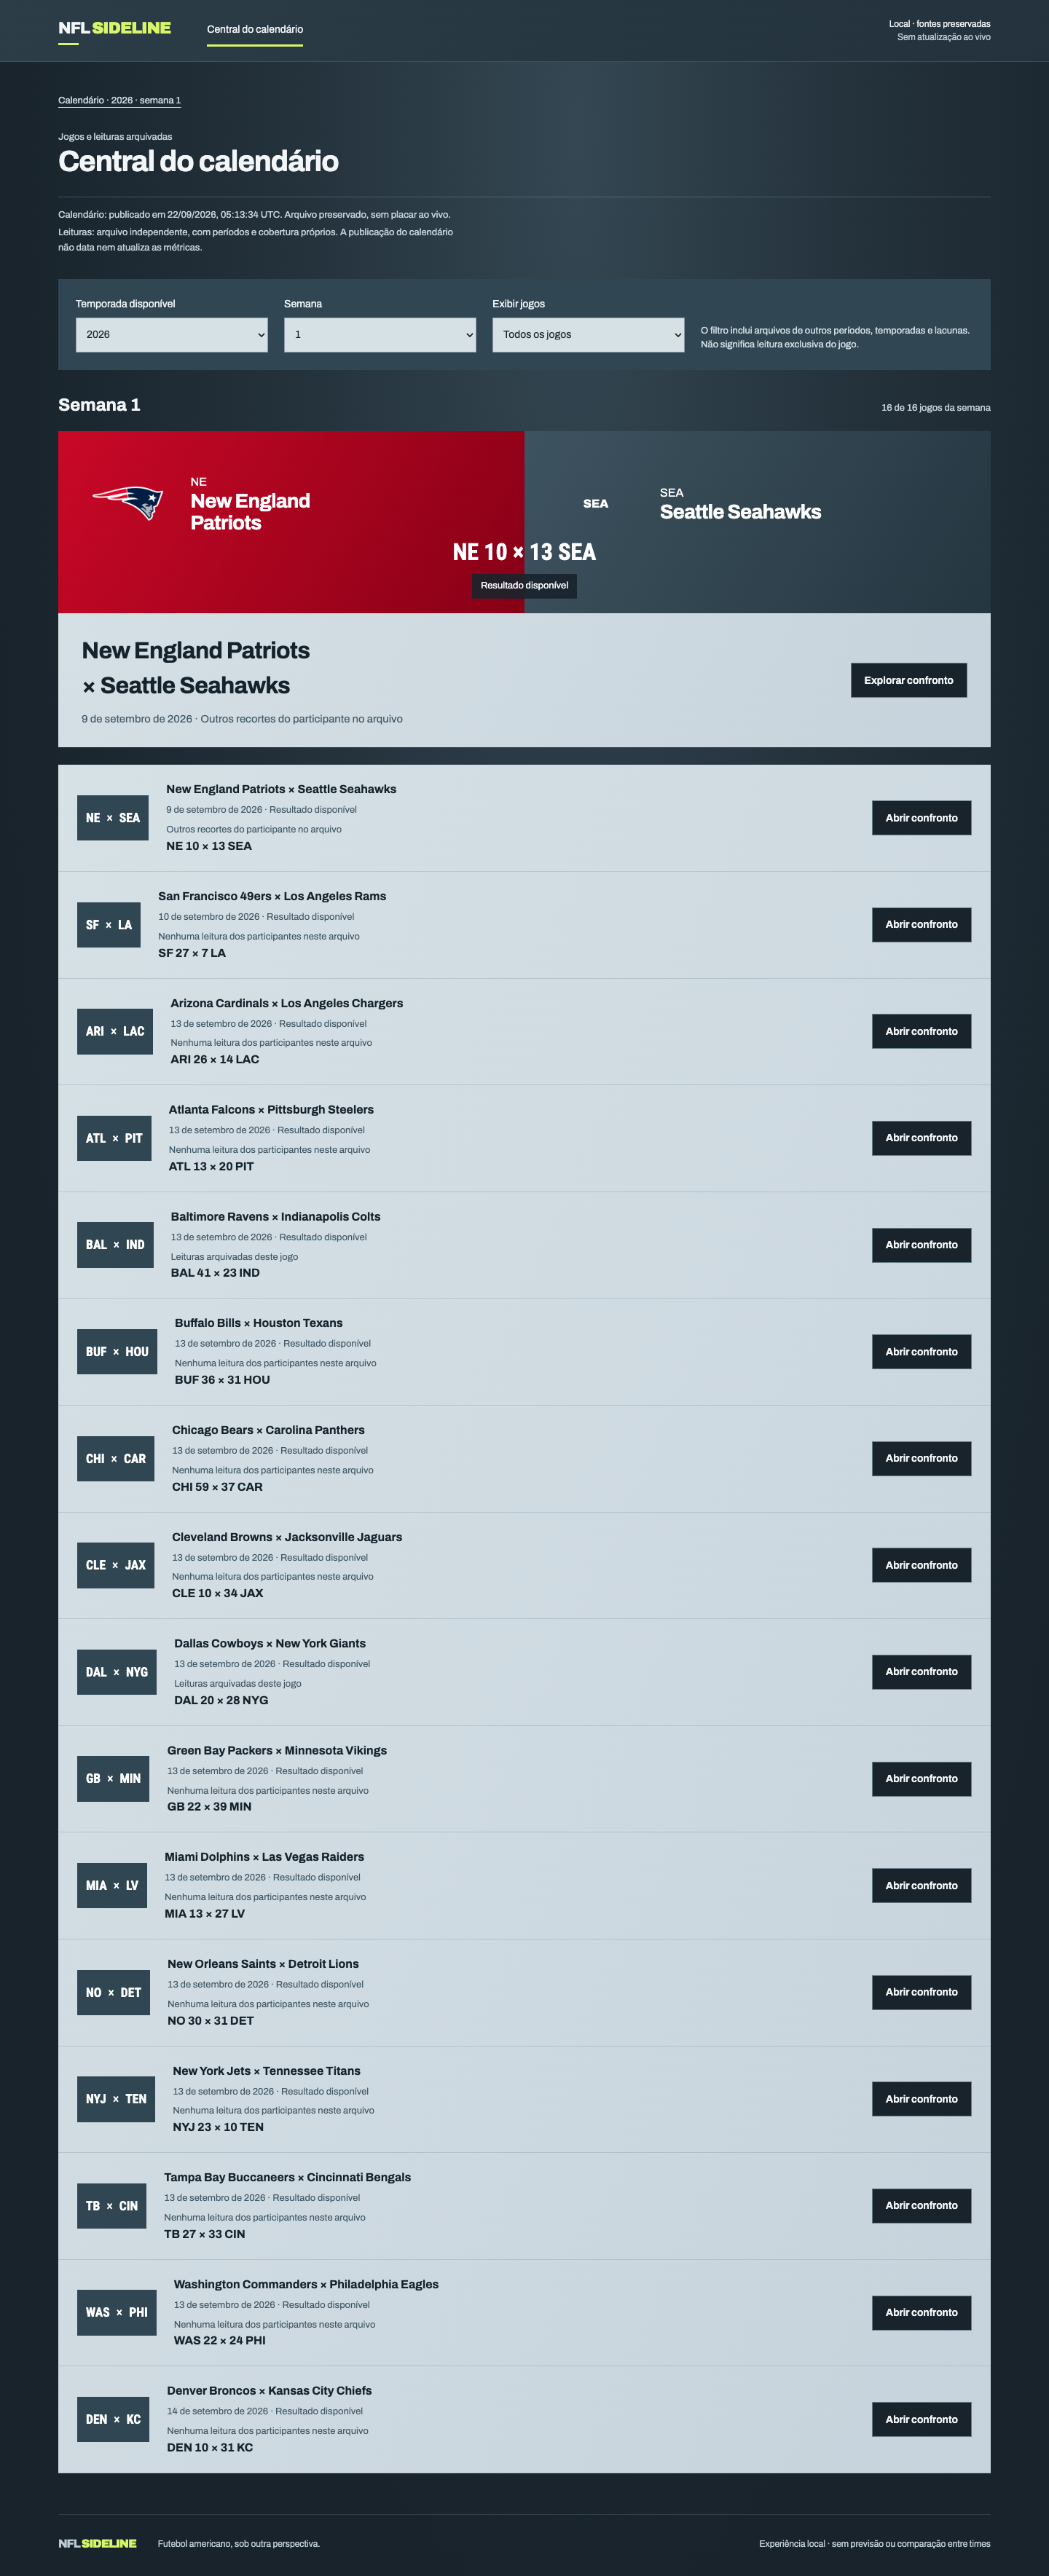 NFL SIDELINE
Central do calendário
Local · fontes preservadas
Sem atualização ao vivo
Calendário · 2026 · semana 1
Jogos e leituras arquivadas
Central do calendário
Calendário: publicado em 22/09/2026, 05:13:34 UTC. Arquivo preservado, sem placar ao vivo.
Leituras: arquivo independente, com períodos e cobertura próprios. A publicação do calendário
não data nem atualiza as métricas.
Temporada disponível
2026
Semana
1
Exibir jogos
Todos os jogos
O filtro inclui arquivos de outros períodos, temporadas e lacunas.
Não significa leitura exclusiva do jogo.
Semana 1
16 de 16 jogos da semana
NE
New England
Patriots
SEA
SEA
Seattle Seahawks
NE 10 × 13 SEA
Resultado disponível
New England Patriots
× Seattle Seahawks
9 de setembro de 2026 · Outros recortes do participante no arquivo
Explorar confronto
NE × SEA
New England Patriots × Seattle Seahawks
9 de setembro de 2026 · Resultado disponível
Outros recortes do participante no arquivo
NE 10 × 13 SEA
Abrir confronto
SF × LA
San Francisco 49ers × Los Angeles Rams
10 de setembro de 2026 · Resultado disponível
Nenhuma leitura dos participantes neste arquivo
SF 27 × 7 LA
Abrir confronto
ARI × LAC
Arizona Cardinals × Los Angeles Chargers
13 de setembro de 2026 · Resultado disponível
Nenhuma leitura dos participantes neste arquivo
ARI 26 × 14 LAC
Abrir confronto
ATL × PIT
Atlanta Falcons × Pittsburgh Steelers
13 de setembro de 2026 · Resultado disponível
Nenhuma leitura dos participantes neste arquivo
ATL 13 × 20 PIT
Abrir confronto
BAL × IND
Baltimore Ravens × Indianapolis Colts
13 de setembro de 2026 · Resultado disponível
Leituras arquivadas deste jogo
BAL 41 × 23 IND
Abrir confronto
BUF × HOU
Buffalo Bills × Houston Texans
13 de setembro de 2026 · Resultado disponível
Nenhuma leitura dos participantes neste arquivo
BUF 36 × 31 HOU
Abrir confronto
CHI × CAR
Chicago Bears × Carolina Panthers
13 de setembro de 2026 · Resultado disponível
Nenhuma leitura dos participantes neste arquivo
CHI 59 × 37 CAR
Abrir confronto
CLE × JAX
Cleveland Browns × Jacksonville Jaguars
13 de setembro de 2026 · Resultado disponível
Nenhuma leitura dos participantes neste arquivo
CLE 10 × 34 JAX
Abrir confronto
DAL × NYG
Dallas Cowboys × New York Giants
13 de setembro de 2026 · Resultado disponível
Leituras arquivadas deste jogo
DAL 20 × 28 NYG
Abrir confronto
GB × MIN
Green Bay Packers × Minnesota Vikings
13 de setembro de 2026 · Resultado disponível
Nenhuma leitura dos participantes neste arquivo
GB 22 × 39 MIN
Abrir confronto
MIA × LV
Miami Dolphins × Las Vegas Raiders
13 de setembro de 2026 · Resultado disponível
Nenhuma leitura dos participantes neste arquivo
MIA 13 × 27 LV
Abrir confronto
NO × DET
New Orleans Saints × Detroit Lions
13 de setembro de 2026 · Resultado disponível
Nenhuma leitura dos participantes neste arquivo
NO 30 × 31 DET
Abrir confronto
NYJ × TEN
New York Jets × Tennessee Titans
13 de setembro de 2026 · Resultado disponível
Nenhuma leitura dos participantes neste arquivo
NYJ 23 × 10 TEN
Abrir confronto
TB × CIN
Tampa Bay Buccaneers × Cincinnati Bengals
13 de setembro de 2026 · Resultado disponível
Nenhuma leitura dos participantes neste arquivo
TB 27 × 33 CIN
Abrir confronto
WAS × PHI
Washington Commanders × Philadelphia Eagles
13 de setembro de 2026 · Resultado disponível
Nenhuma leitura dos participantes neste arquivo
WAS 22 × 24 PHI
Abrir confronto
DEN × KC
Denver Broncos × Kansas City Chiefs
14 de setembro de 2026 · Resultado disponível
Nenhuma leitura dos participantes neste arquivo
DEN 10 × 31 KC
Abrir confronto
NFL SIDELINE
Futebol americano, sob outra perspectiva.
Experiência local · sem previsão ou comparação entre times